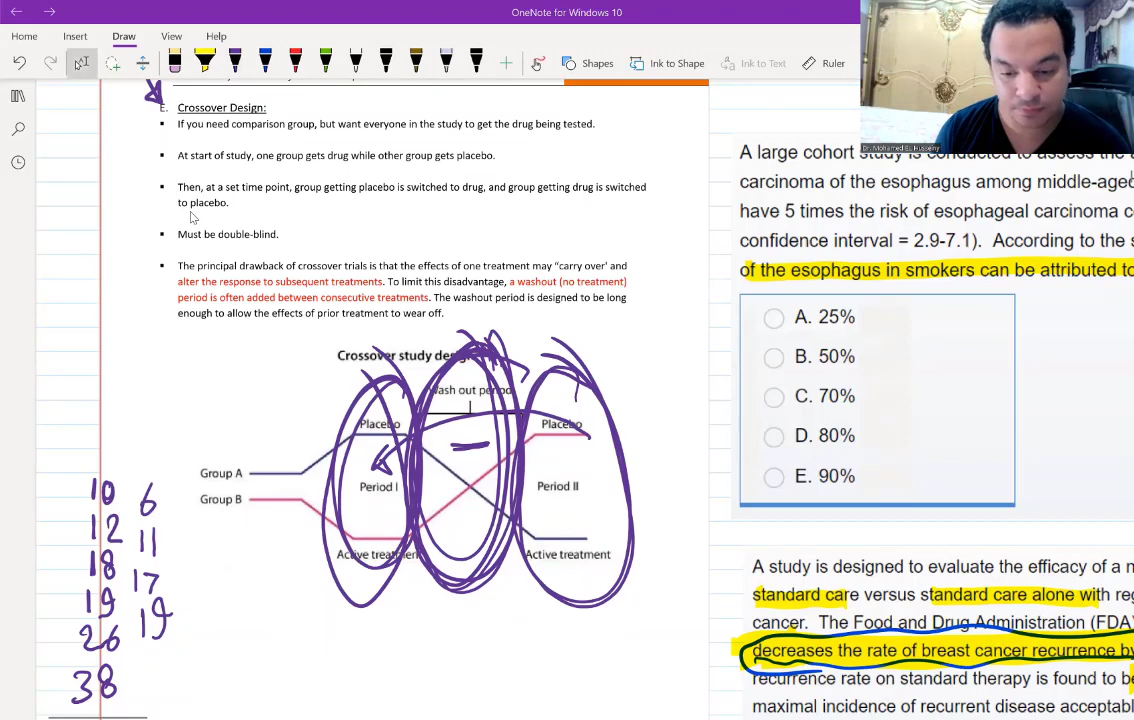 OneNote for Windows 10
Home Insert Draw View Help
Shapes Ink to Shape Ink to Text Ruler
E. Crossover Design:
If you need comparison group, but want everyone in the study to get the drug being tested.
At start of study, one group gets drug while other group gets placebo.
Then, at a set time point, group getting placebo is switched to drug, and group getting drug is switched
to placebo.
Must be double-blind.
The principal drawback of crossover trials is that the effects of one treatment may "carry over' and
alter the response to subsequent treatments. To limit this disadvantage, a washout (no treatment)
period is often added between consecutive treatments. The washout period is designed to be long
enough to allow the effects of prior treatment to wear off.
Crossover study
Wash out period
Placebo
Placebo
Group A
Period I
Period II
Group B
Active treatment
Active treatment
10 6
12 11
18 17
19 19
26
38
Dr. Mohamed EL Husseiny
A large cohort study is conducted to assess the
carcinoma of the esophagus among middle-aged
have 5 times the risk of esophageal carcinoma
confidence interval = 2.9-7.1). According to the
of the esophagus in smokers can be attributed to
A. 25%
B. 50%
C. 70%
D. 80%
E. 90%
A study is designed to evaluate the efficacy of a
standard care versus standard care alone with
cancer. The Food and Drug Administration (FDA
decreases the rate of breast cancer recurrence by
recurrence rate on standard therapy is found to
maximal incidence of recurrent disease